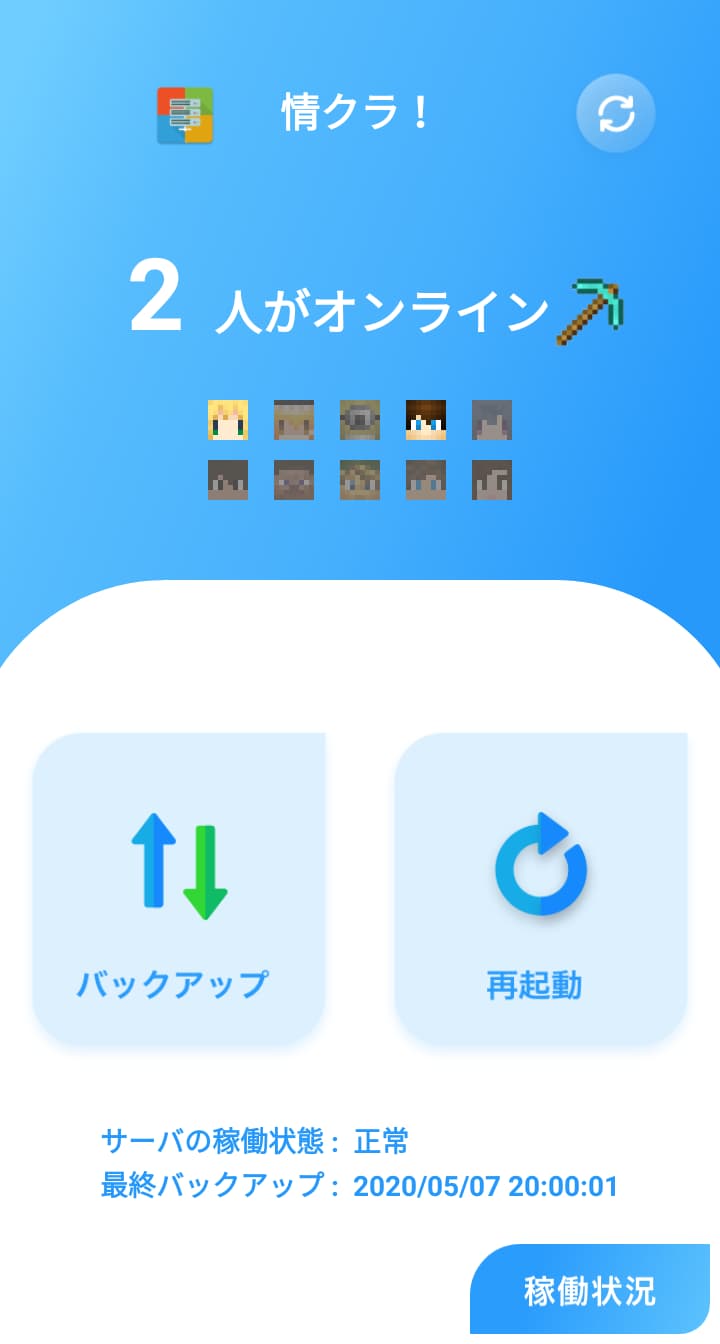 情クラ！
2 人がオンライン
バックアップ
再起動
サーバの稼働状態 : 正常
最終バックアップ : 2020/05/07 20:00:01
稼働状況